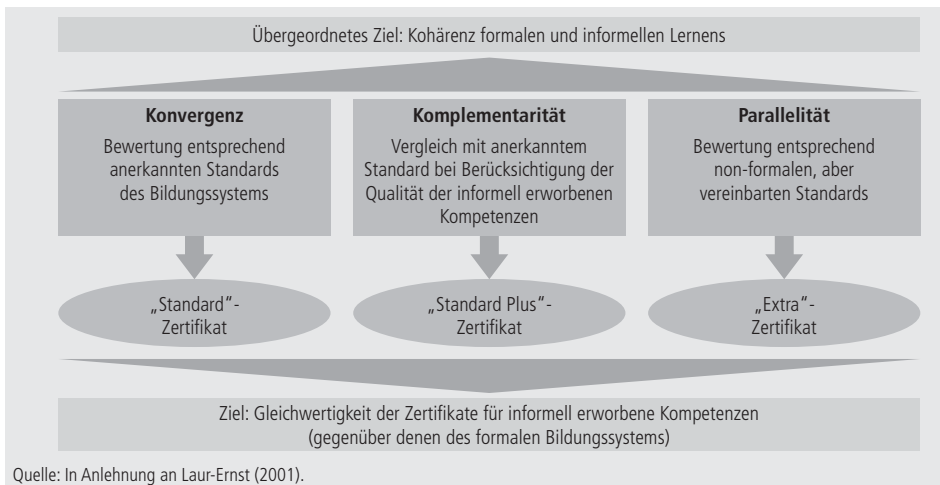 Übergeordnetes Ziel: Kohärenz formalen und informellen Lernens
Konvergenz
Bewertung entsprechend
anerkannten Standards
des Bildungssystems
Komplementarität
Vergleich mit anerkanntem
Standard bei Berücksichtigung der
Qualität der informell erworbenen
Kompetenzen
Parallelität
Bewertung entsprechend
non-formalen, aber
vereinbarten Standards
„Standard“-
Zertifikat
„Standard Plus“-
Zertifikat
„Extra“-
Zertifikat
Ziel: Gleichwertigkeit der Zertifikate für informell erworbene Kompetenzen
(gegenüber denen des formalen Bildungssystems)
Quelle: In Anlehnung an Laur-Ernst (2001).